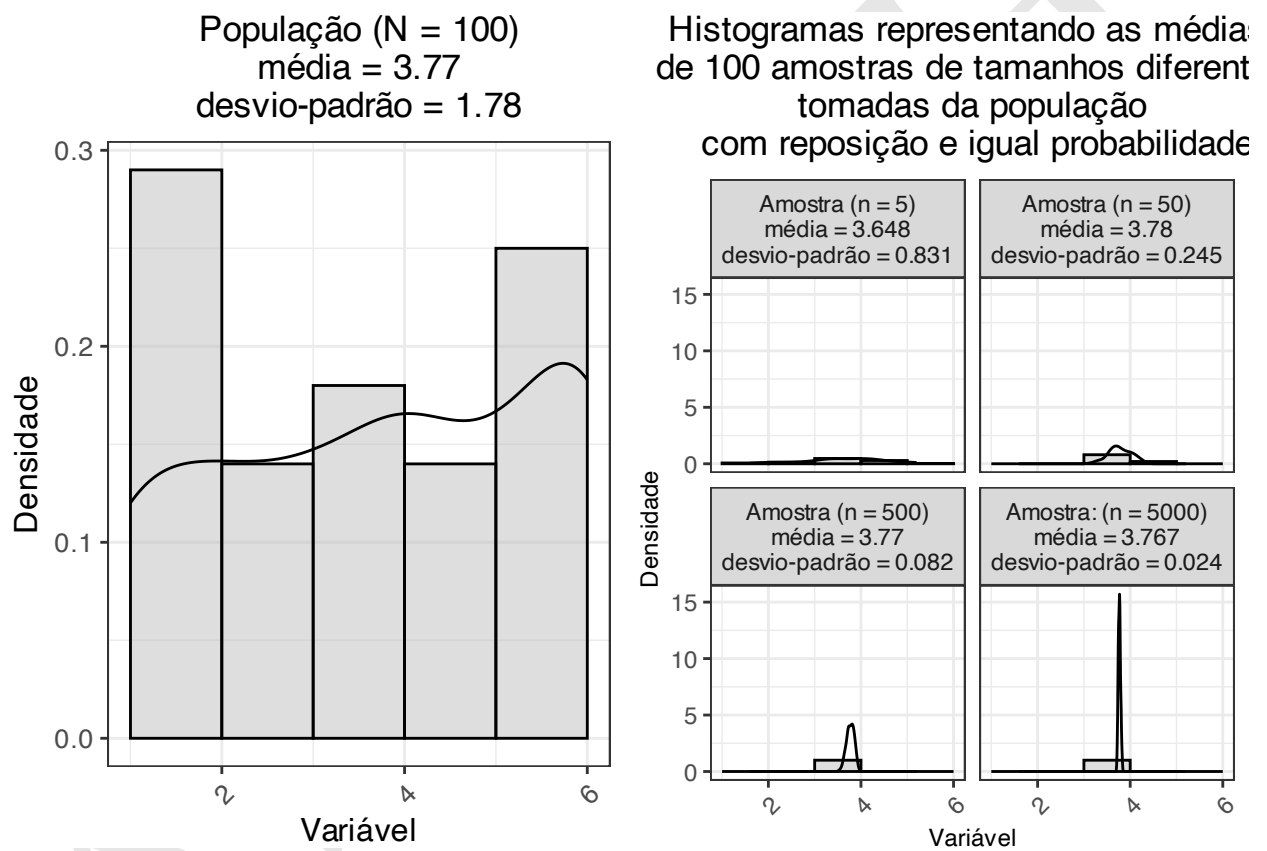 População (N = 100)
média = 3.77
desvio-padrão = 1.78
0.3
0.2
0.1
0.0
Densidade
2
4
6
Variável
Histogramas representando as médias
de 100 amostras de tamanhos diferent
tomadas da população
com reposição e igual probabilidade
Amostra (n = 5)
média = 3.648
desvio-padrão = 0.831
Amostra (n = 50)
média = 3.78
desvio-padrão = 0.245
15
10
5
0
Densidade
Amostra (n = 500)
média = 3.77
desvio-padrão = 0.082
Amostra: (n = 5000)
média = 3.767
desvio-padrão = 0.024
15
10
5
0
2
4
6
2
4
6
Variável